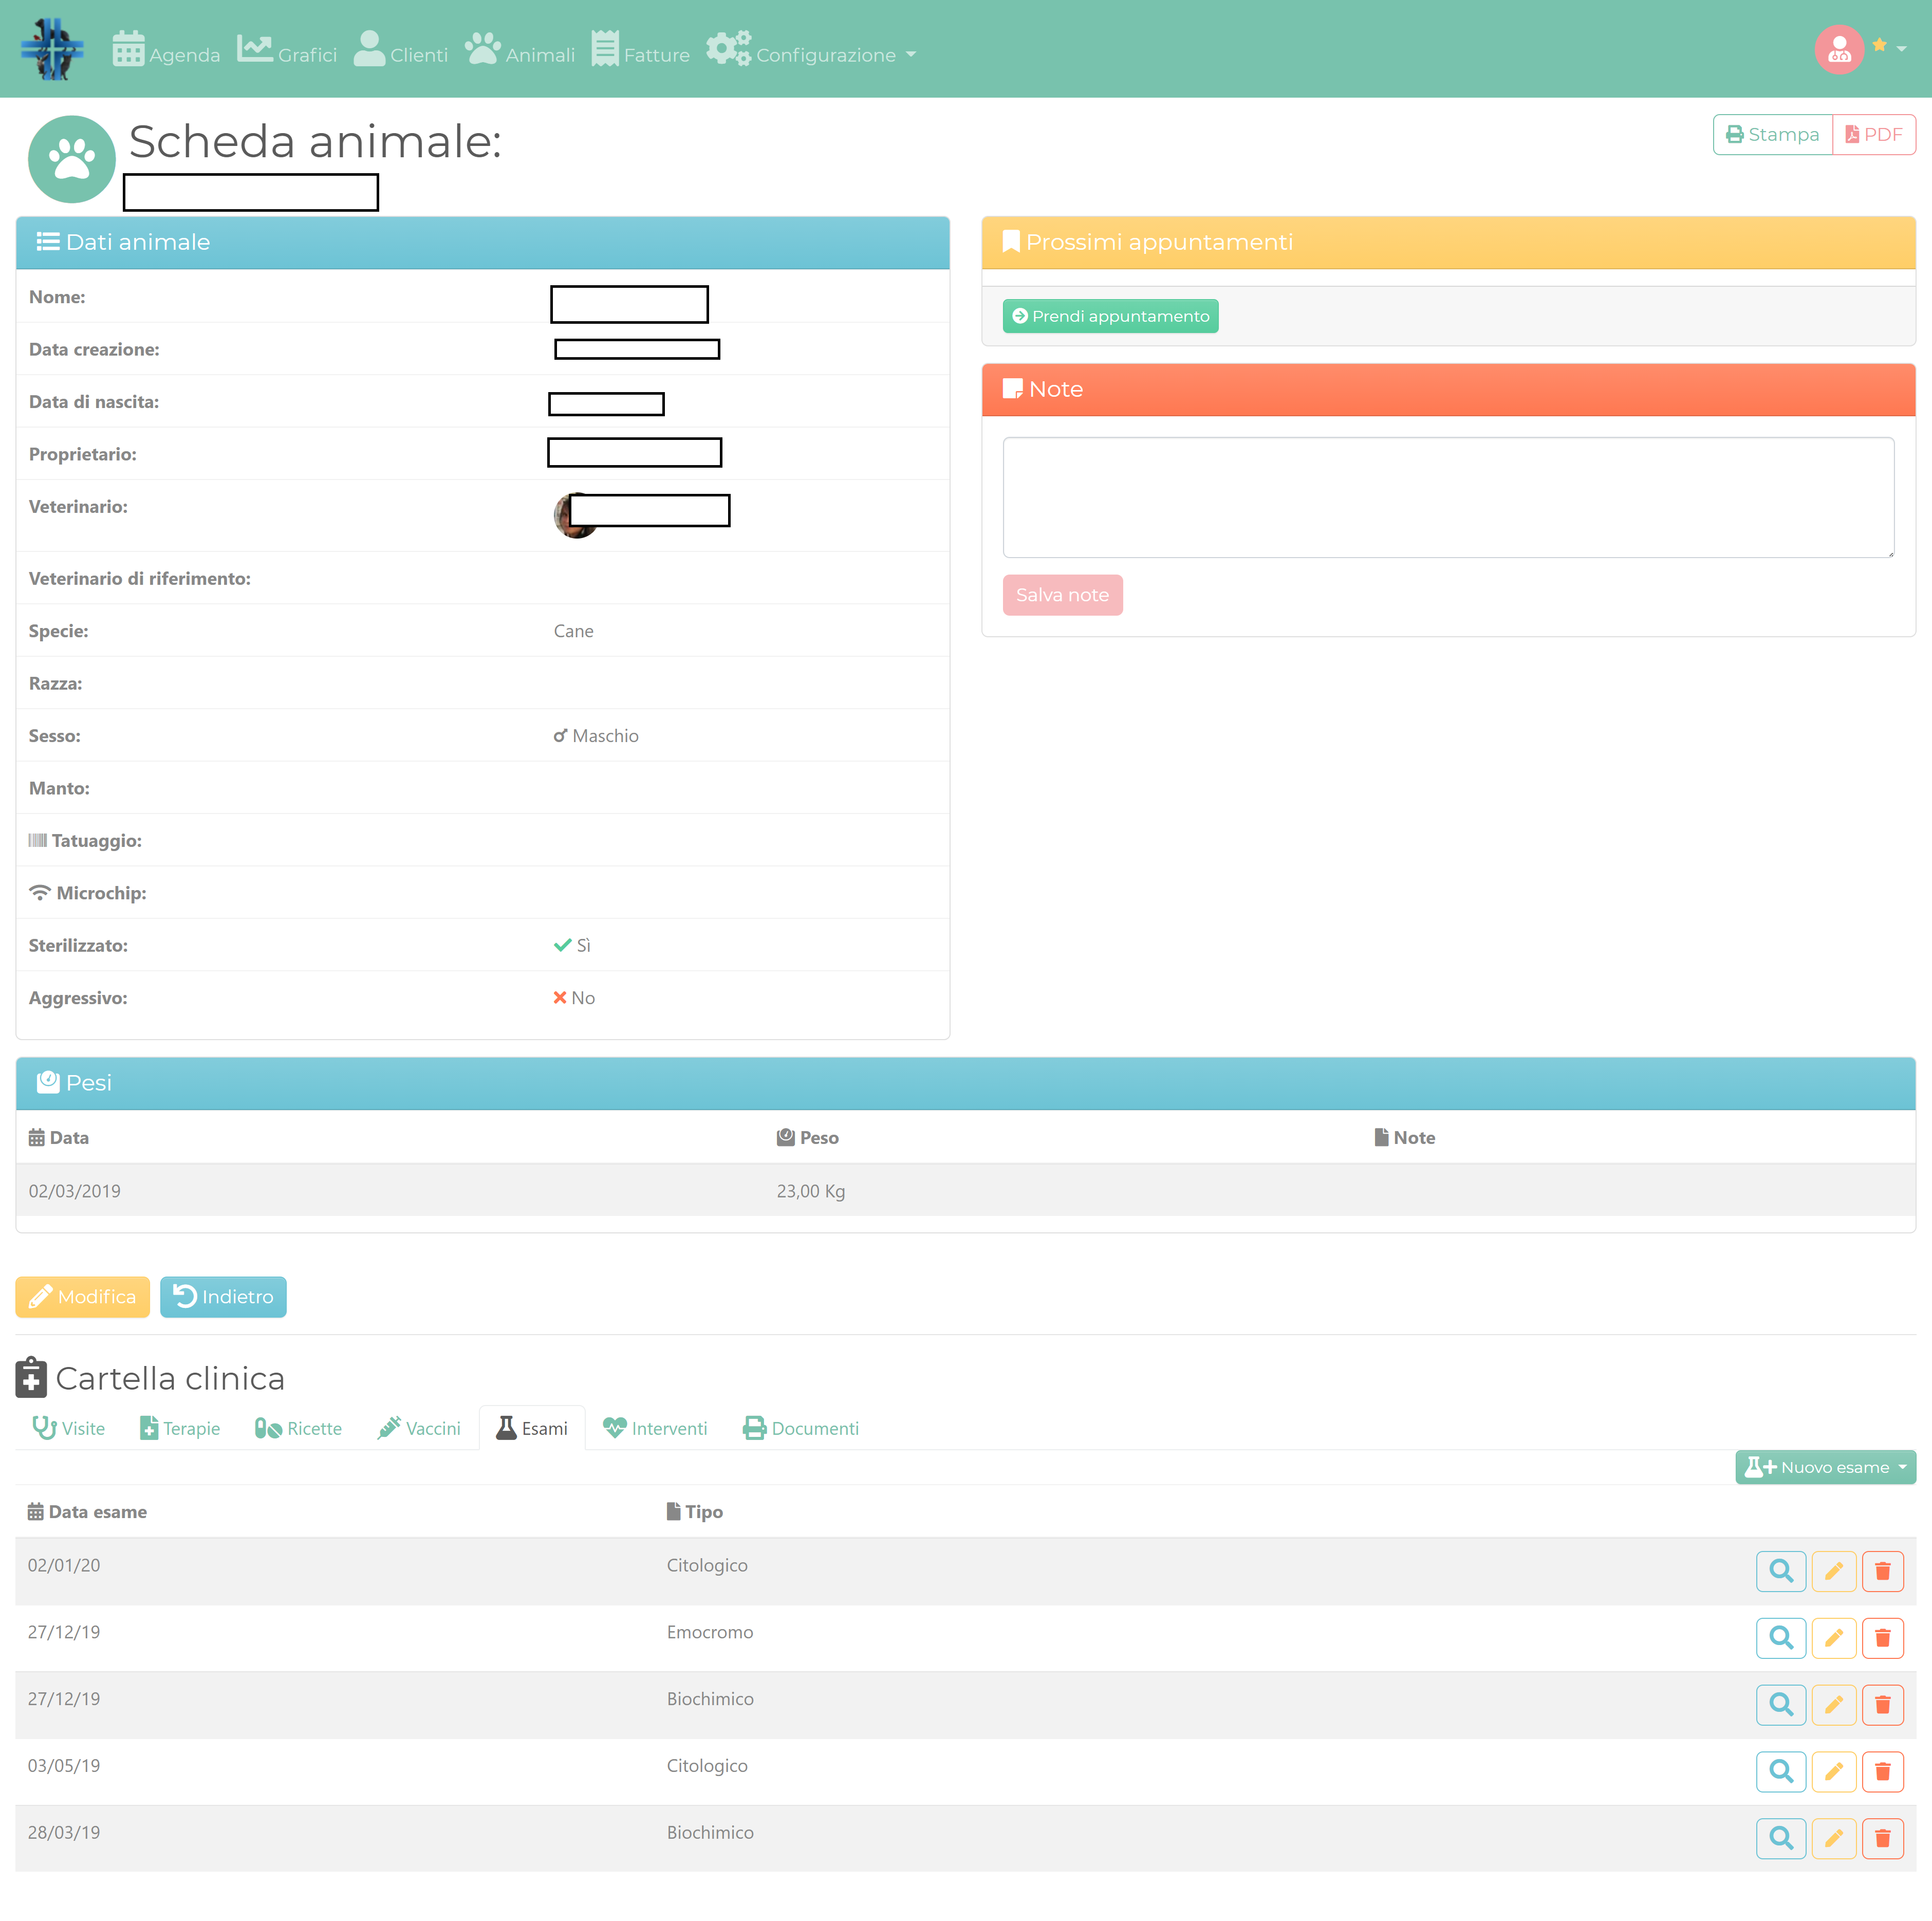 Agenda Grafici Clienti Animali Fatture Configurazione
Scheda animale:
Stampa PDF
Dati animale
Nome:
Data creazione:
Data di nascita:
Proprietario:
Veterinario:
Veterinario di riferimento:
Specie: Cane
Razza:
Sesso: Maschio
Manto:
Tatuaggio:
Microchip:
Sterilizzato: Sì
Aggressivo: No
Prossimi appuntamenti
Prendi appuntamento
Note
Salva note
Pesi
Data Peso Note
02/03/2019 23,00 Kg
Modifica Indietro
Cartella clinica
Visite Terapie Ricette Vaccini Esami Interventi Documenti
Nuovo esame
Data esame Tipo
02/01/20 Citologico
27/12/19 Emocromo
27/12/19 Biochimico
03/05/19 Citologico
28/03/19 Biochimico